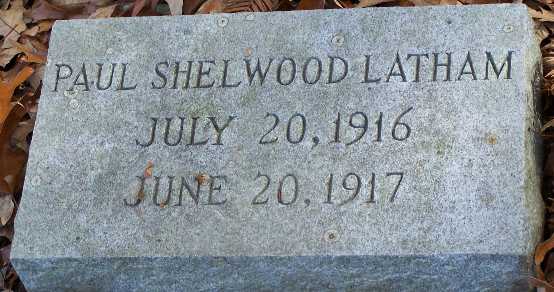 PAUL SHELWOOD LATHAM
JULY 20, 1916
JUNE 20, 1917